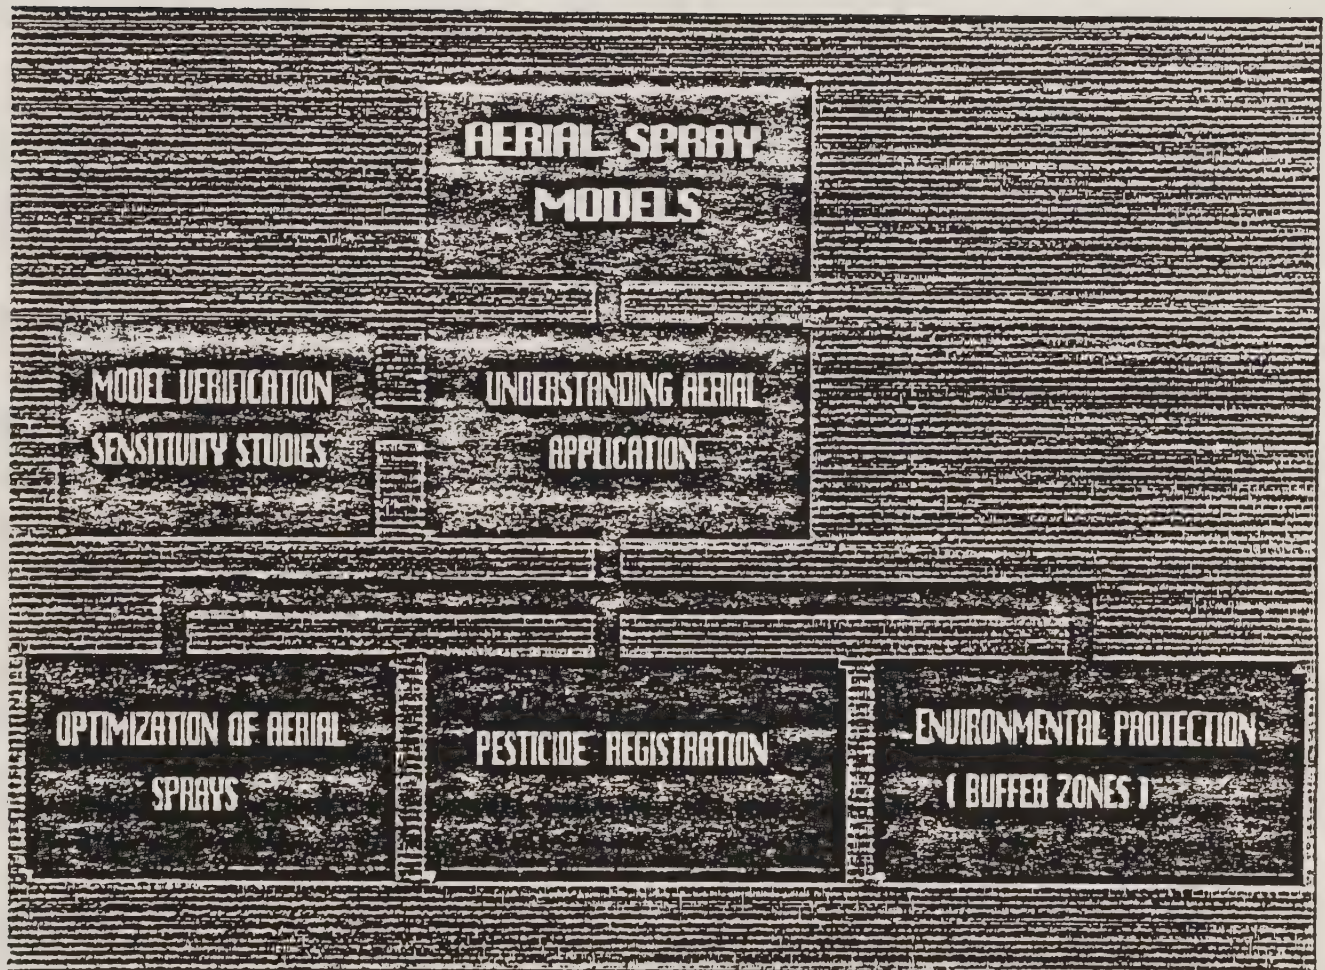 AERIAL SPRAY
MODELS
MODEL VERIFICATION
SENSITIVITY STUDIES
UNDERSTANDING AERIAL
APPLICATION
OPTIMIZATION OF AERIAL
SPRAYS
PESTICIDE REGISTRATION
ENVIRONMENTAL PROTECTION
( BUFFER ZONES )